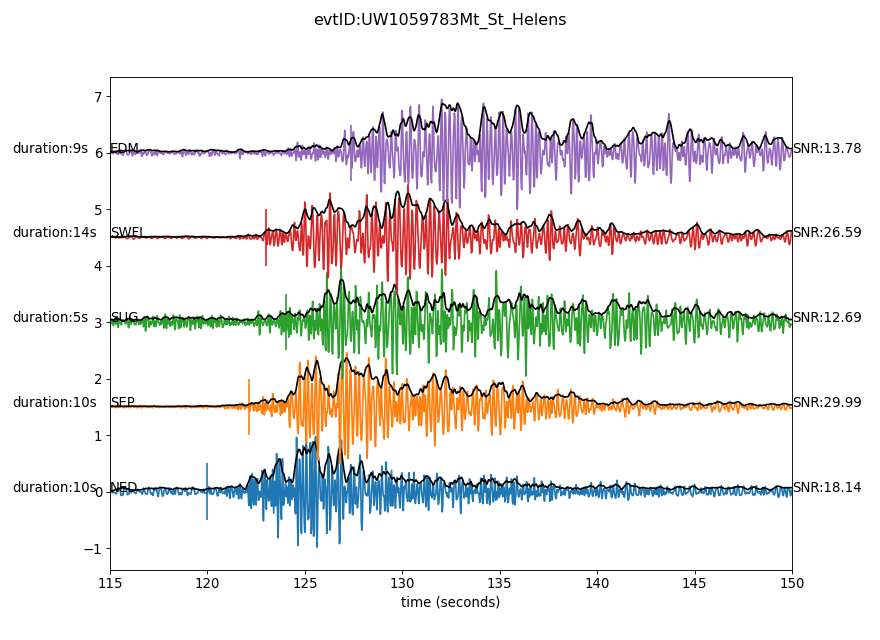 evtID:UW1059783Mt_St_Helens
7
duration:9s EDM 6 SNR:13.78
5
duration:14s SWFL SNR:26.59
4
duration:5s SUG 3 SNR:12.69
2
duration:10s SEP SNR:29.99
1
duration:10s NED 0 SNR:18.14
−1
115 120 125 130 135 140 145 150
time (seconds)